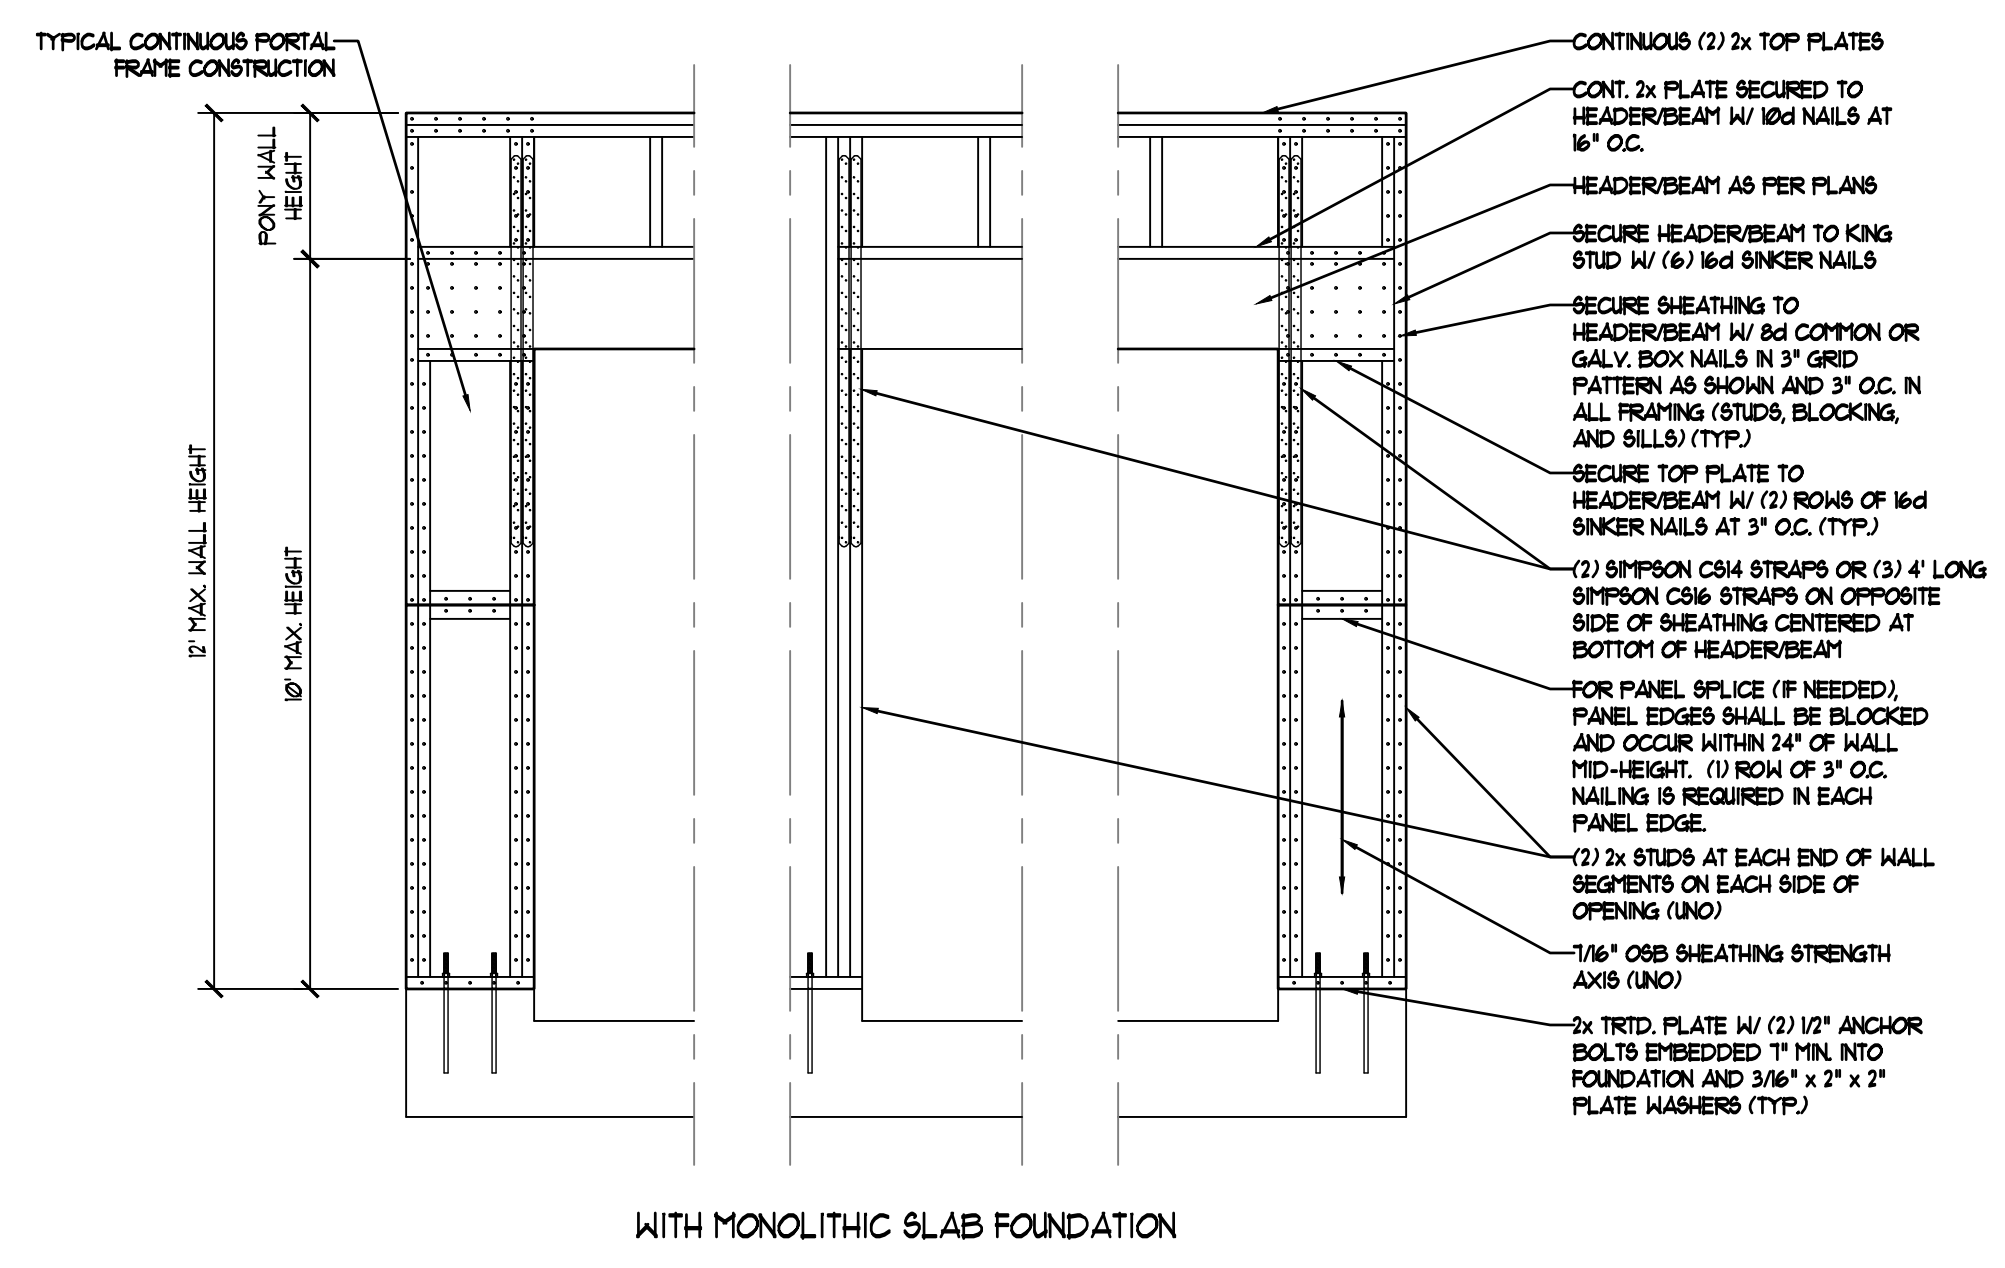 TYPICAL CONTINUOUS PORTAL
FRAME CONSTRUCTION
PONY WALL
HEIGHT
12' MAX. WALL HEIGHT
10' MAX. HEIGHT
CONTINUOUS (2) 2x TOP PLATES
CONT. 2x PLATE SECURED TO
HEADER/BEAM W/ 10d NAILS AT
16" O.C.
HEADER/BEAM AS PER PLANS
SECURE HEADER/BEAM TO KING
STUD W/ (6) 16d SINKER NAILS
SECURE SHEATHING TO
HEADER/BEAM W/ 8d COMMON OR
GALV. BOX NAILS IN 3" GRID
PATTERN AS SHOWN AND 3" O.C. IN
ALL FRAMING (STUDS, BLOCKING,
AND SILLS) (TYP.)
SECURE TOP PLATE TO
HEADER/BEAM W/ (2) ROWS OF 16d
SINKER NAILS AT 3" O.C. (TYP.)
(2) SIMPSON CS14 STRAPS OR (3) 4' LONG
SIMPSON CS16 STRAPS ON OPPOSITE
SIDE OF SHEATHING CENTERED AT
BOTTOM OF HEADER/BEAM
FOR PANEL SPLICE (IF NEEDED),
PANEL EDGES SHALL BE BLOCKED
AND OCCUR WITHIN 24" OF WALL
MID-HEIGHT. (1) ROW OF 3" O.C.
NAILING IS REQUIRED IN EACH
PANEL EDGE.
(2) 2x STUDS AT EACH END OF WALL
SEGMENTS ON EACH SIDE OF
OPENING (UNO)
7/16" OSB SHEATHING STRENGTH
AXIS (UNO)
2x TRTD. PLATE W/ (2) 1/2" ANCHOR
BOLTS EMBEDDED 7" MIN. INTO
FOUNDATION AND 3/16" x 2" x 2"
PLATE WASHERS (TYP.)
WITH MONOLITHIC SLAB FOUNDATION